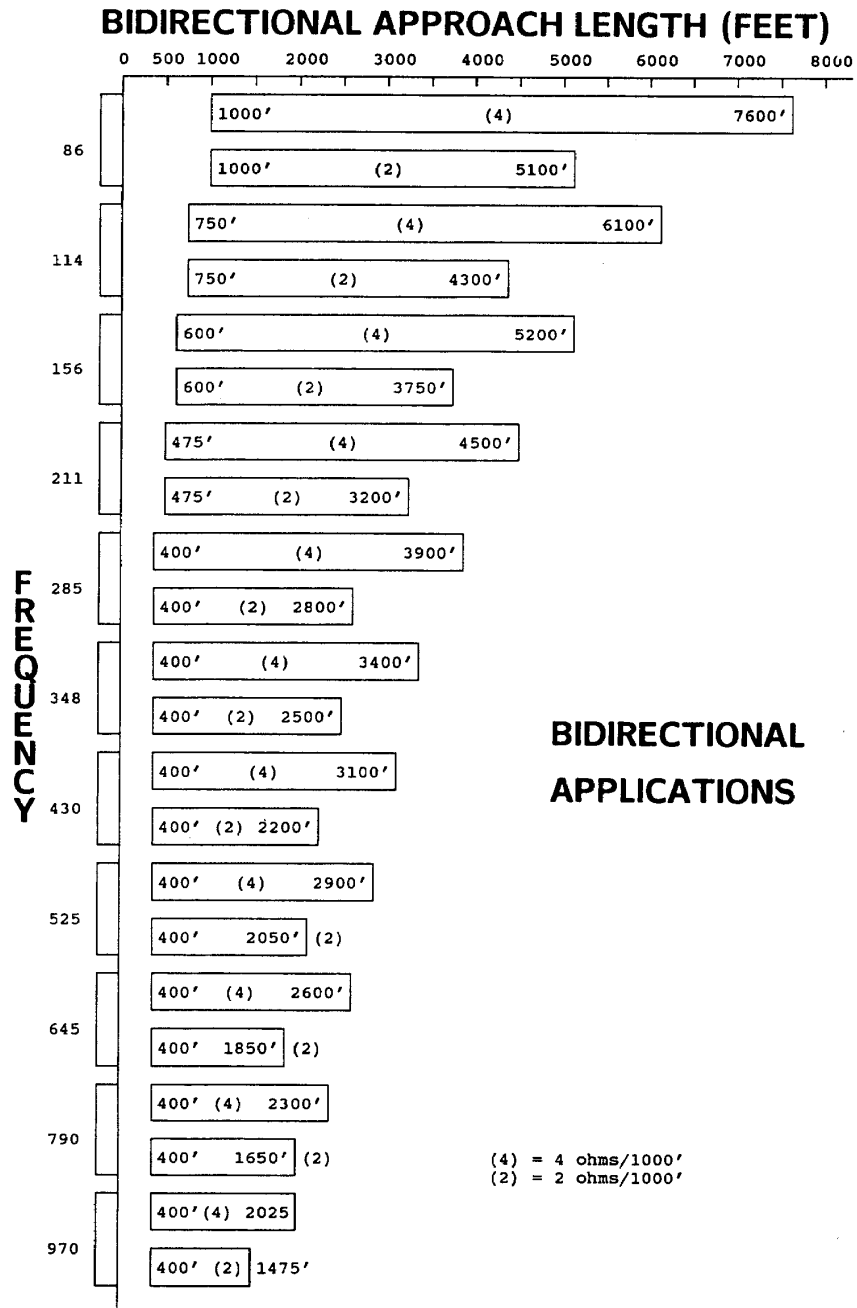 BIDIRECTIONAL APPROACH LENGTH (FEET)
0 500 1000 2000 3000 4000 5000 6000 7000 8000
1000' (4) 7600'
86
1000' (2) 5100'
750' (4) 6100'
114
750' (2) 4300'
600' (4) 5200'
156
600' (2) 3750'
475' (4) 4500'
211
475' (2) 3200'
400' (4) 3900'
285
400' (2) 2800'
400' (4) 3400'
348
400' (2) 2500'
400' (4) 3100'
430
400' (2) 2200'
400' (4) 2900'
525
400' 2050' (2)
400' (4) 2600'
645
400' 1850' (2)
400' (4) 2300'
790
400' 1650' (2)
400' (4) 2025
970
400' (2) 1475'
FREQUENCY
BIDIRECTIONAL
APPLICATIONS
(4) = 4 ohms/1000'
(2) = 2 ohms/1000'